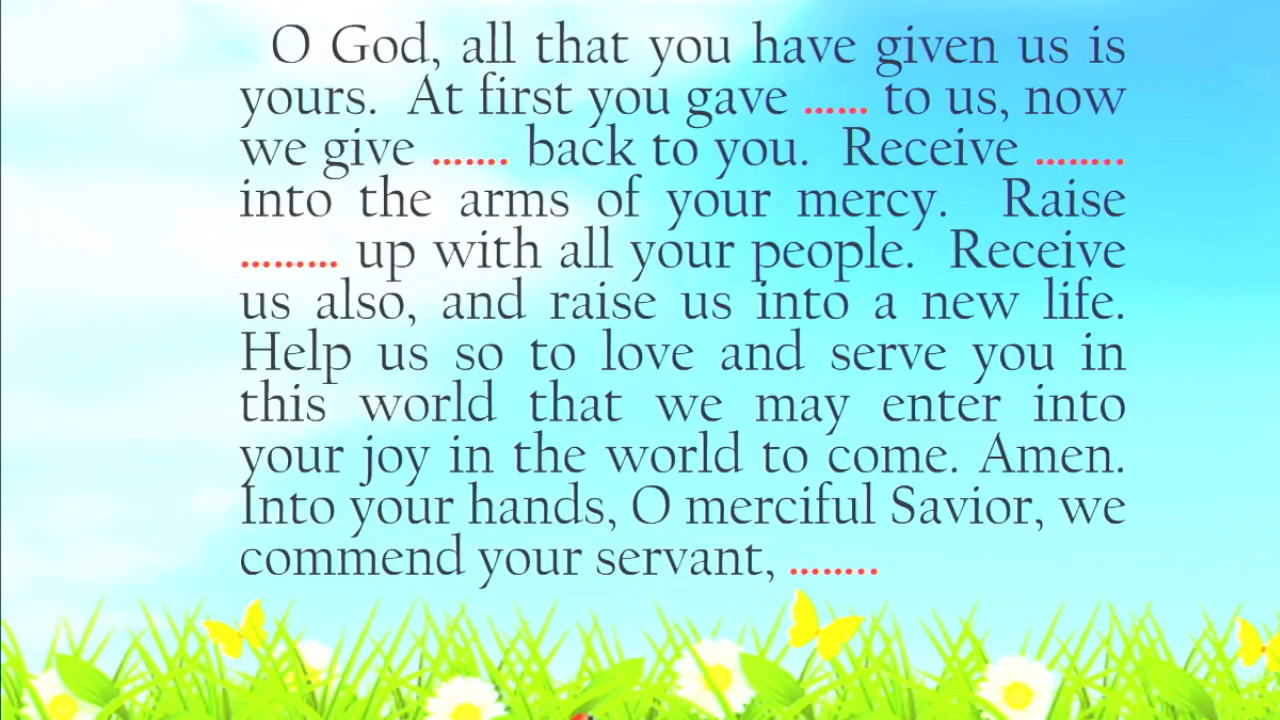 O God, all that you have given us is
yours. At first you gave ...... to us, now
we give ....... back to you. Receive ........
into the arms of your mercy. Raise
......... up with all your people. Receive
us also, and raise us into a new life.
Help us so to love and serve you in
this world that we may enter into
your joy in the world to come. Amen.
Into your hands, O merciful Savior, we
commend your servant, ........